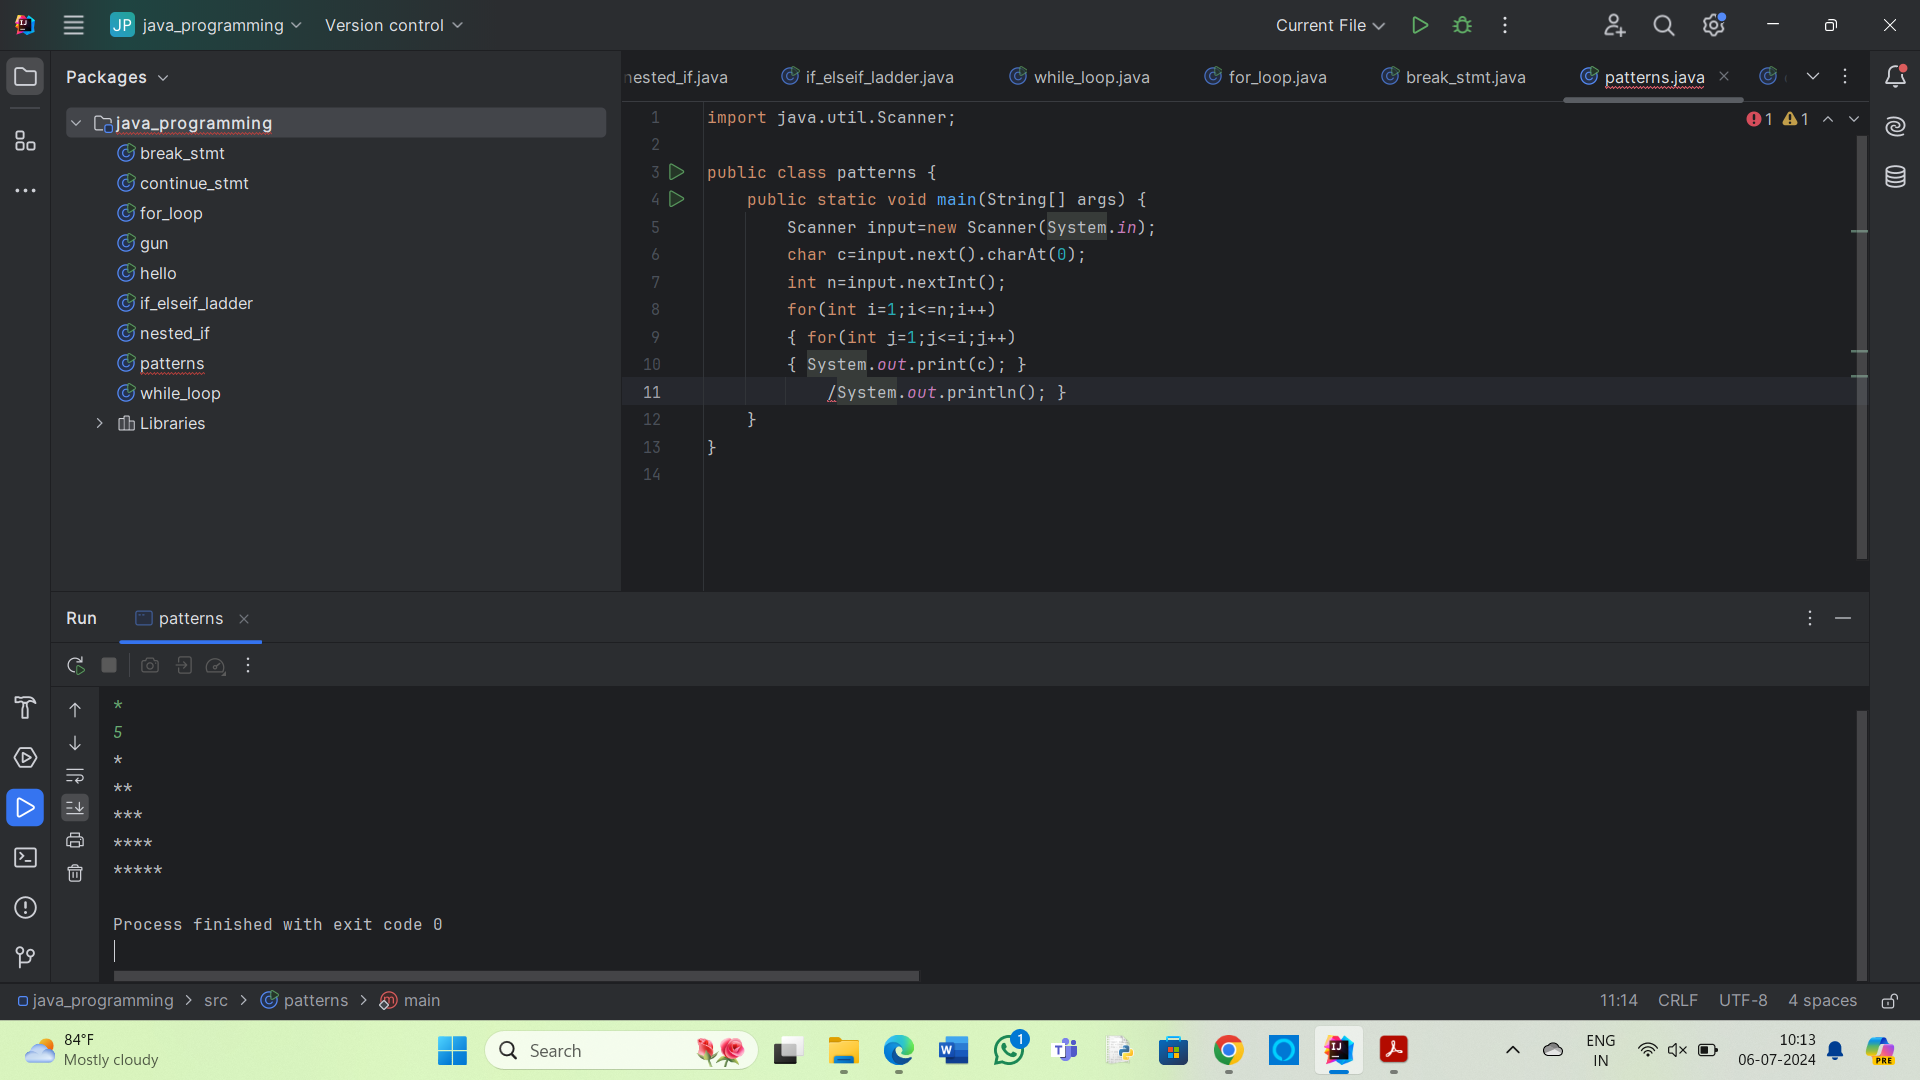 JP java_programming Version control Current File
Packages
nested_if.java if_elseif_ladder.java while_loop.java for_loop.java break_stmt.java patterns.java
java_programming
break_stmt
continue_stmt
for_loop
gun
hello
if_elseif_ladder
nested_if
patterns
while_loop
Libraries
1 import java.util.Scanner; 1 1
2
3 public class patterns {
4 public static void main(String[] args) {
5 Scanner input=new Scanner(System.in);
6 char c=input.next().charAt(0);
7 int n=input.nextInt();
8 for(int i=1;i<=n;i++)
9 { for(int j=1;j<=i;j++)
10 { System.out.print(c); }
11 /System.out.println(); }
12 }
13 }
14
Run patterns
*
5
*
**
***
****
*****
Process finished with exit code 0
java_programming > src > patterns > main 11:14 CRLF UTF-8 4 spaces
84°F
Mostly cloudy
Search
1
ENG
IN
10:13
06-07-2024
PRE